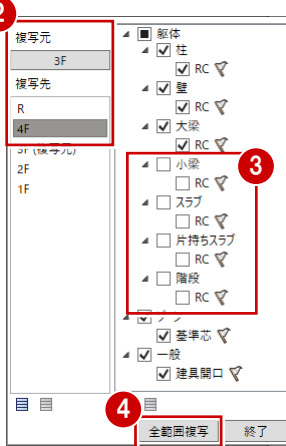 2
複写元
3F
複写先
R
4F
3F (複写元)
2F
1F
躯体
柱
RC
壁
RC
大梁
RC
3
小梁
RC
スラブ
RC
片持ちスラブ
RC
階段
RC
基準芯
一般
建具開口
4
全範囲複写
終了